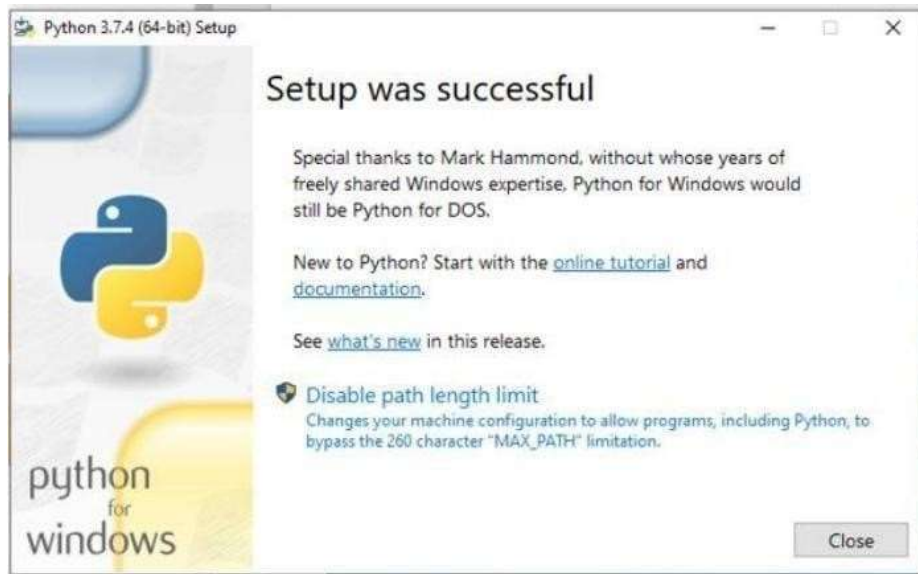 Python 3.7.4 (64-bit) Setup
Setup was successful
Special thanks to Mark Hammond, without whose years of
freely shared Windows expertise, Python for Windows would
still be Python for DOS.
New to Python? Start with the online tutorial and
documentation.
See what's new in this release.
Disable path length limit
Changes your machine configuration to allow programs, including Python, to
bypass the 260 character "MAX_PATH" limitation.
python
for
windows
Close